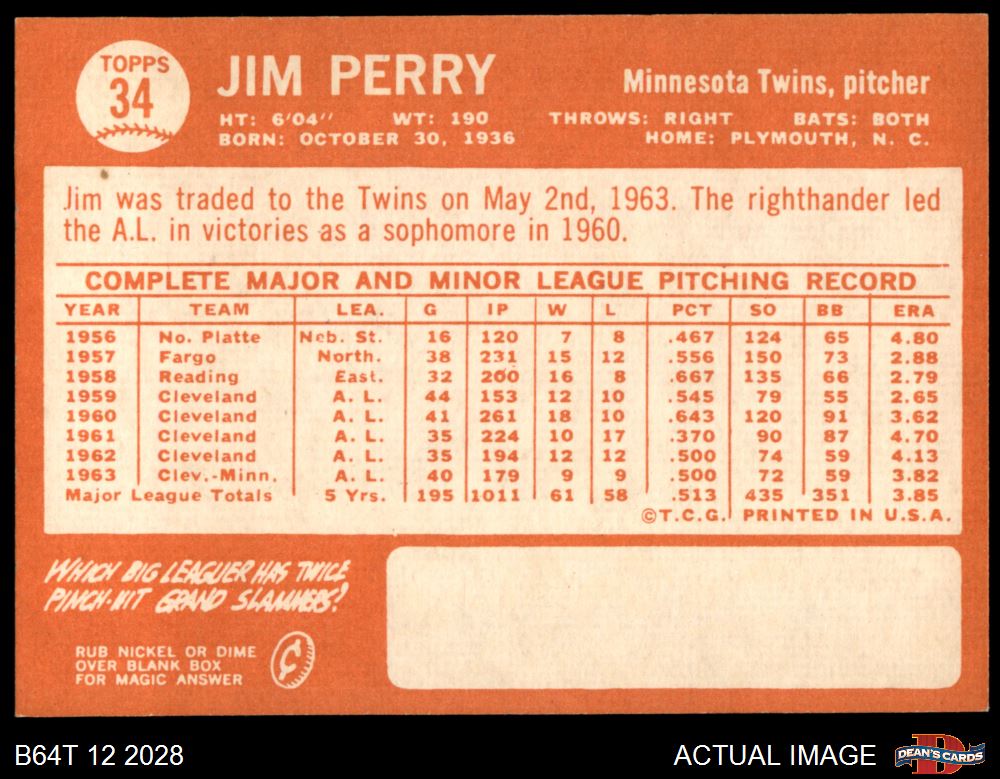 TOPPS
34
JIM PERRY
Minnesota Twins, pitcher
HT: 6'04" WT: 190 THROWS: RIGHT BATS: BOTH
BORN: OCTOBER 30, 1936 HOME: PLYMOUTH, N. C.
Jim was traded to the Twins on May 2nd, 1963. The righthander led
the A.L. in victories as a sophomore in 1960.
COMPLETE MAJOR AND MINOR LEAGUE PITCHING RECORD
YEAR TEAM LEA. G IP W L PCT SO BB ERA
1956 No. Platte Neb. St. 16 120 7 8 .467 124 65 4.80
1957 Fargo North. 38 231 15 12 .556 150 73 2.88
1958 Reading East. 32 200 16 8 .667 135 66 2.79
1959 Cleveland A. L. 44 153 12 10 .545 79 55 2.65
1960 Cleveland A. L. 41 261 18 10 .643 120 91 3.62
1961 Cleveland A. L. 35 224 10 17 .370 90 87 4.70
1962 Cleveland A. L. 35 194 12 12 .500 74 59 4.13
1963 Clev.-Minn. A. L. 40 179 9 9 .500 72 59 3.82
Major League Totals 5 Yrs. 195 1011 61 58 .513 435 351 3.85
©T.C.G. PRINTED IN U.S.A.
WHICH BIG LEAGUER HAS TWICE
PINCH-HIT GRAND SLAMMERS?
RUB NICKEL OR DIME
OVER BLANK BOX
FOR MAGIC ANSWER
¢
B64T 12 2028
ACTUAL IMAGE
DEAN'S CARDS